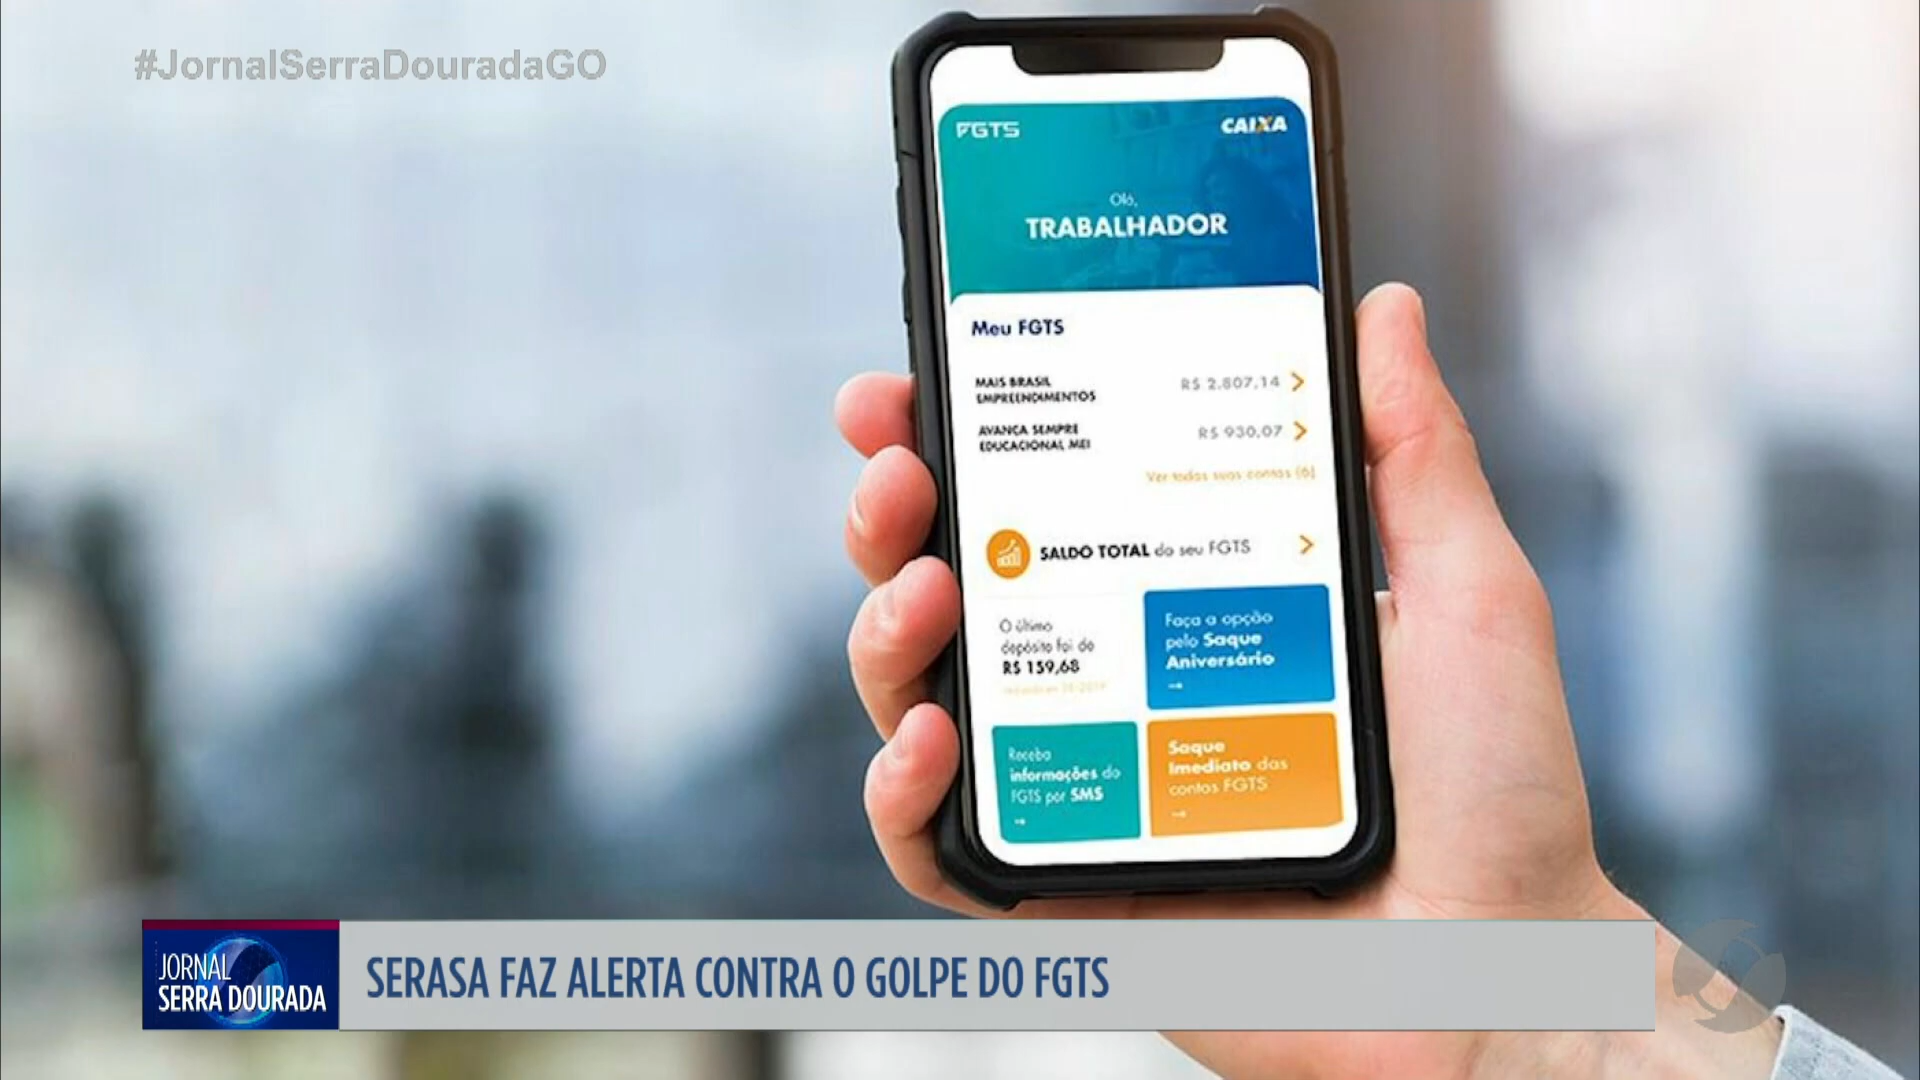 #JornalSerraDouradaGO
FGTS
CAIXA
Olá,
TRABALHADOR
Meu FGTS
MAIS BRASIL
EMPREENDIMENTOS
R$ 2.807,14
AVANÇA SEMPRE
EDUCACIONAL MEI
R$ 930,07
Ver todas suas contas (6)
SALDO TOTAL do seu FGTS
O último
depósito foi de
R$ 159,68
Faça a opção
pelo Saque
Aniversário
Receba
informações do
FGTS por SMS
Saque
Imediato das
contas FGTS
JORNAL
SERRA DOURADA
SERASA FAZ ALERTA CONTRA O GOLPE DO FGTS